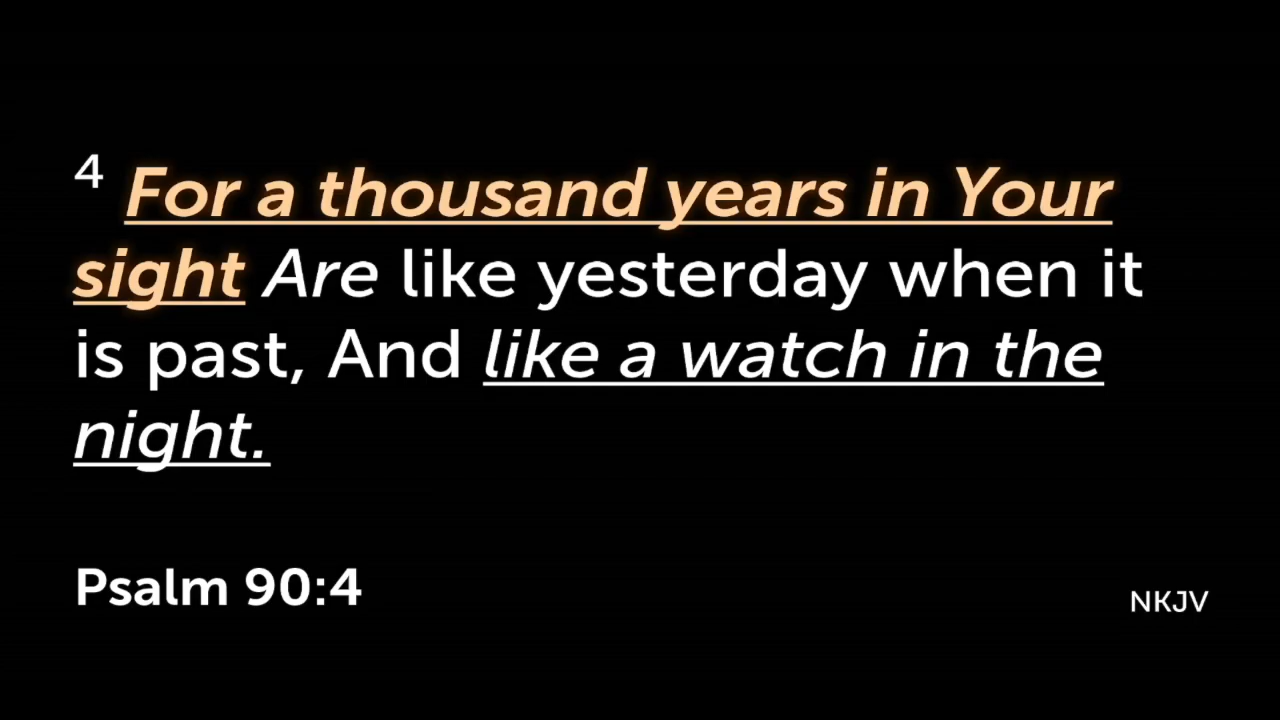 4 For a thousand years in Your
sight Are like yesterday when it
is past, And like a watch in the
night.
Psalm 90:4
NKJV